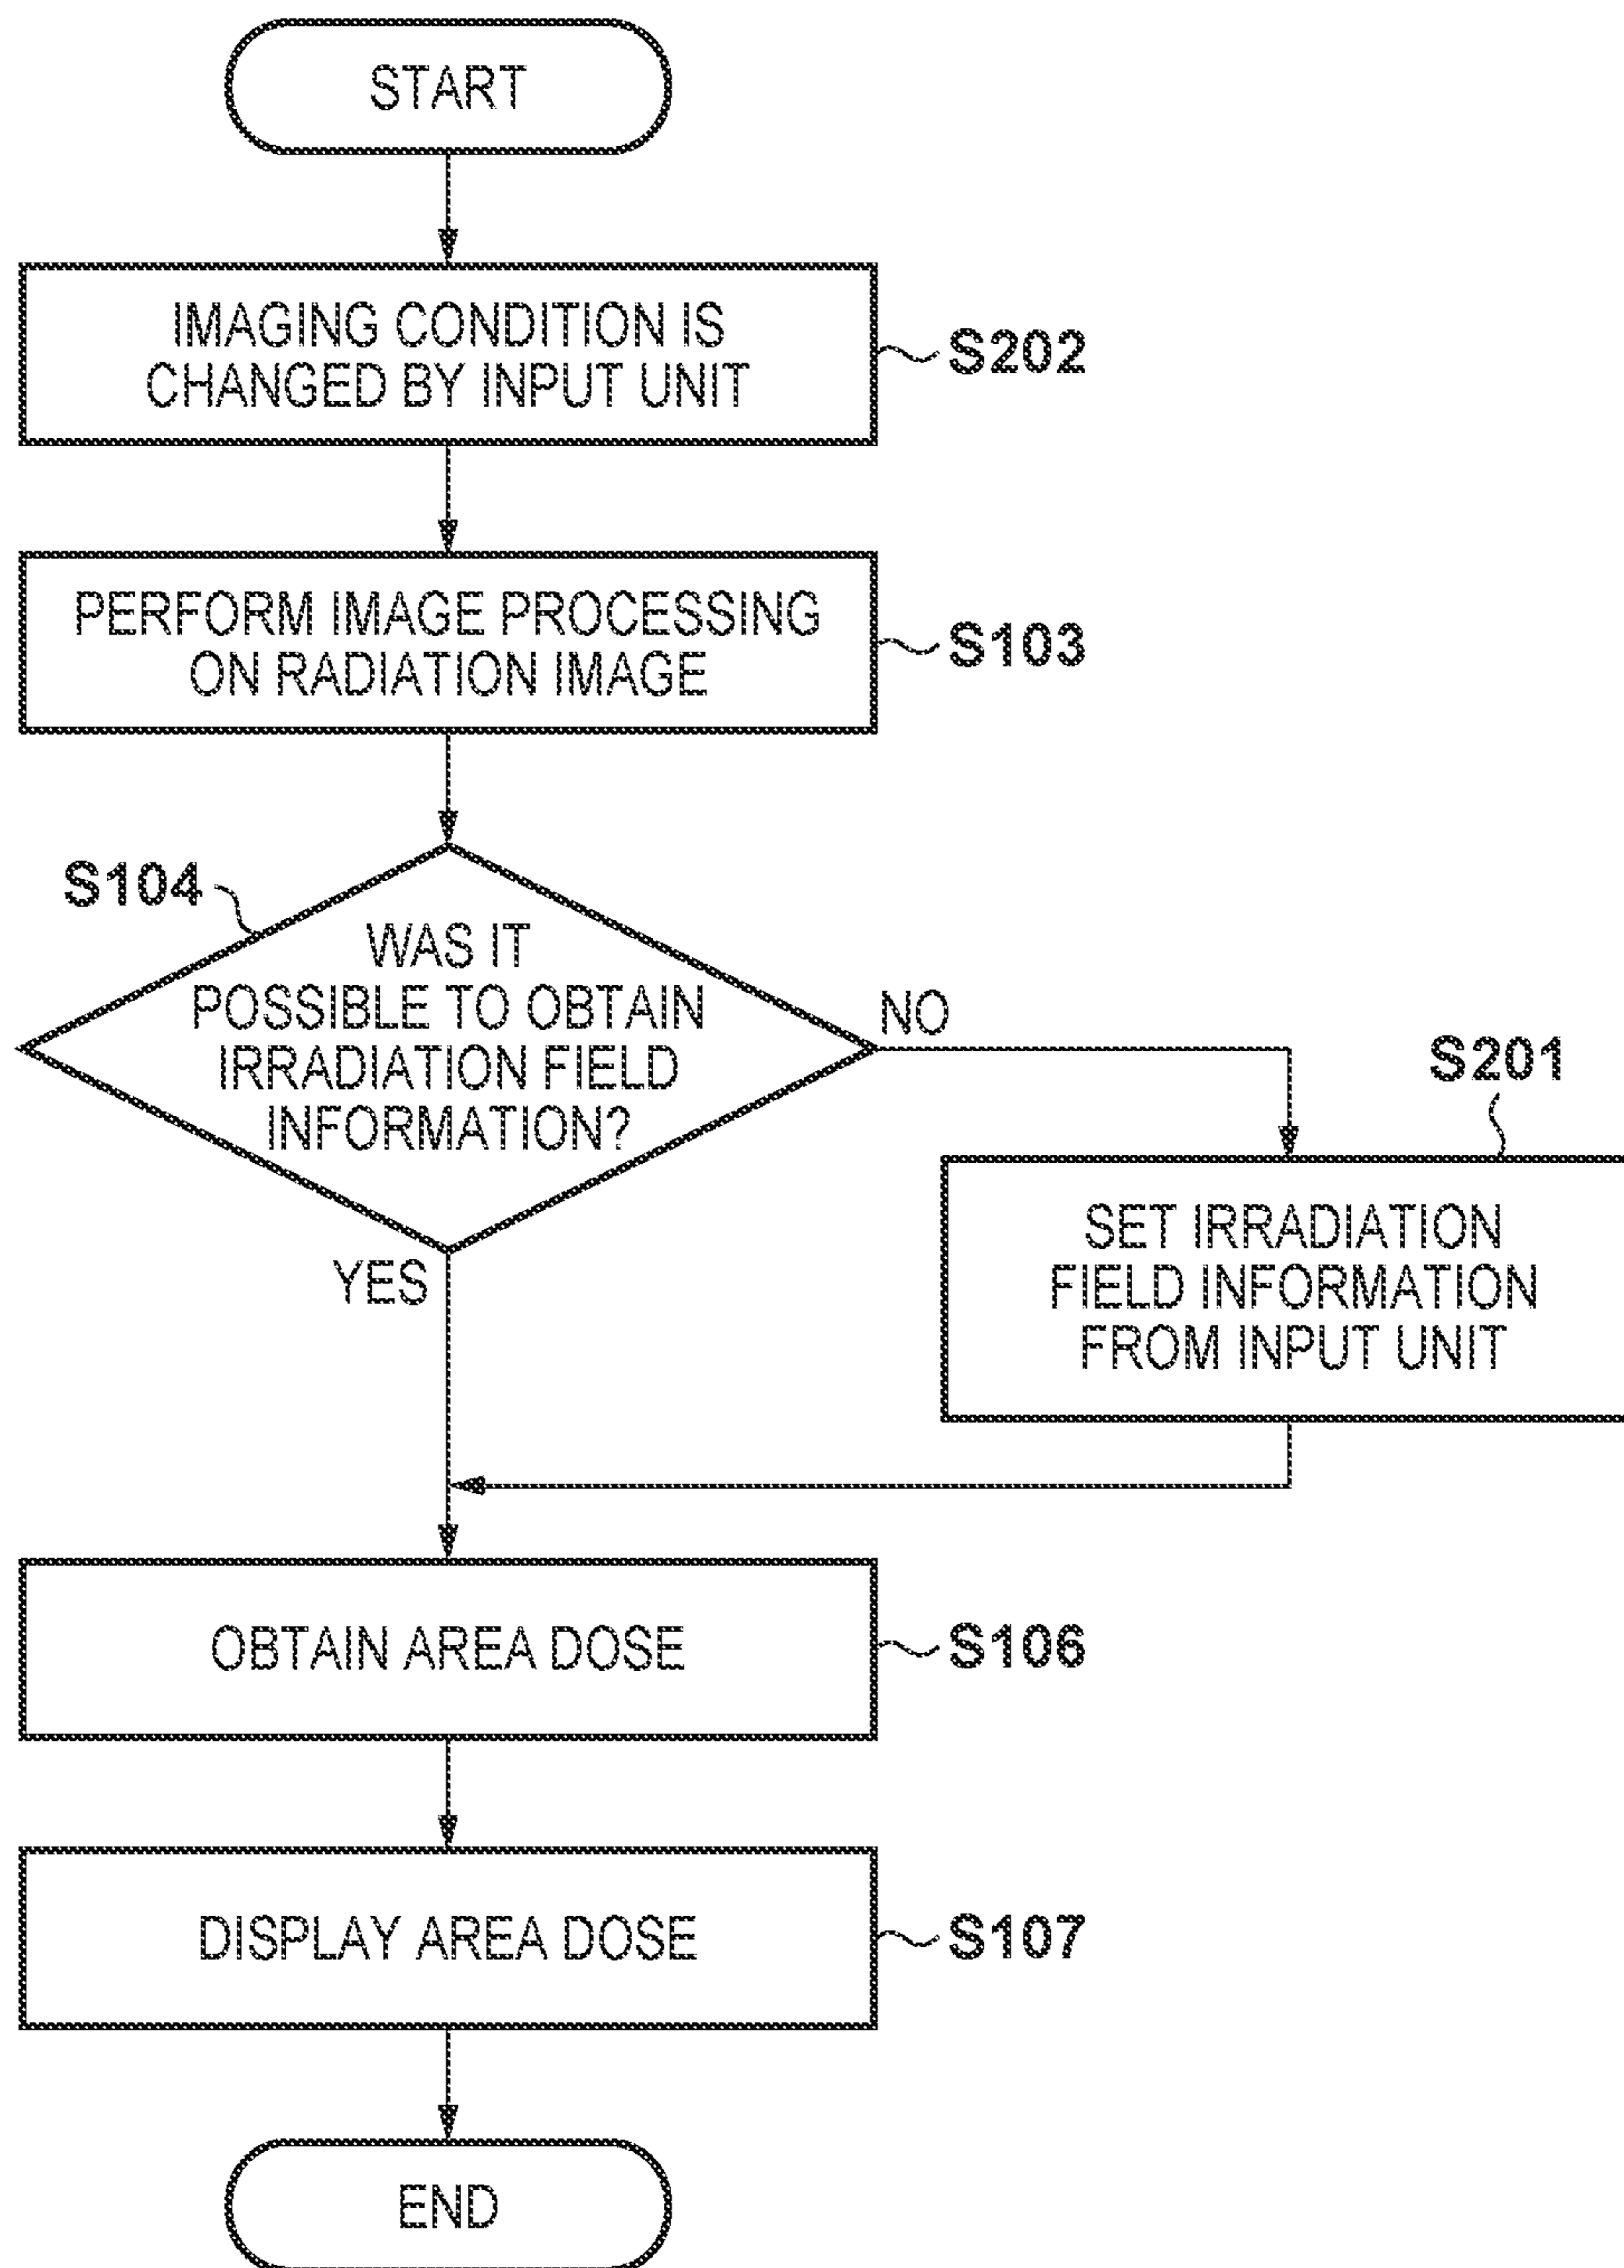 START
IMAGING CONDITION IS
CHANGED BY INPUT UNIT
S202
PERFORM IMAGE PROCESSING
ON RADIATION IMAGE
S103
S104
WAS IT
POSSIBLE TO OBTAIN
IRRADIATION FIELD
INFORMATION?
NO
YES
S201
SET IRRADIATION
FIELD INFORMATION
FROM INPUT UNIT
OBTAIN AREA DOSE
S106
DISPLAY AREA DOSE
S107
END